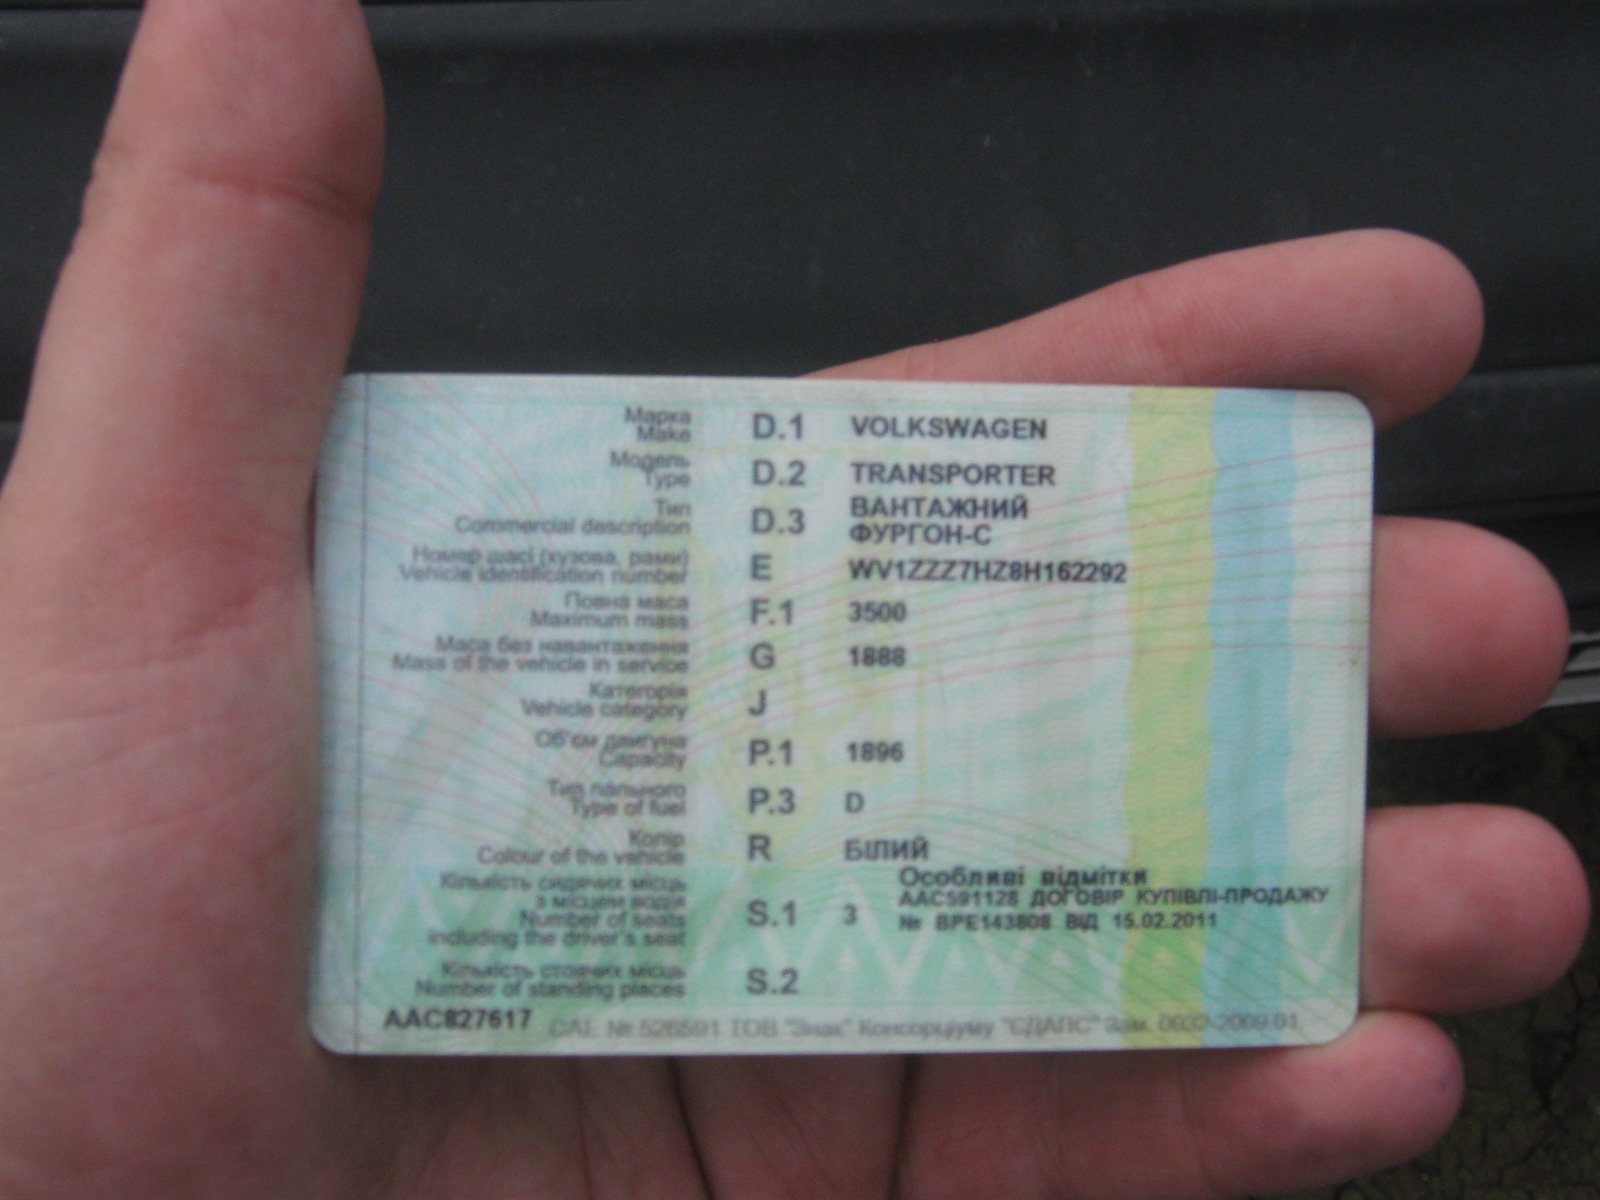 Марка
Make D.1 VOLKSWAGEN
Модель
Type D.2 TRANSPORTER
Тип
Commercial description D.3 ВАНТАЖНИЙ
ФУРГОН-С
Номер шасі (кузова, рами)
Vehicle identification number E WV1ZZZ7HZ8H162292
Повна маса
Maximum mass F.1 3500
Маса без навантаження
Mass of the vehicle in service G 1888
Категорія
Vehicle category J
Об'єм двигуна
Capacity P.1 1896
Тип пального
Type of fuel P.3 D
Колір
Colour of the vehicle R БІЛИЙ
Кількість сидячих місць
з місцем водія
Number of seats
including the driver's seat S.1 3
Особливі відмітки
ААС591128 ДОГОВІР КУПІВЛІ-ПРОДАЖУ
№ ВРЕ143808 ВІД 15.02.2011
Кількість стоячих місць
Number of standing places S.2
ААС827617 САЕ № 526591 ТОВ "Знак" Консорціуму "ЄДАПС" Зам. 0032-2009.01